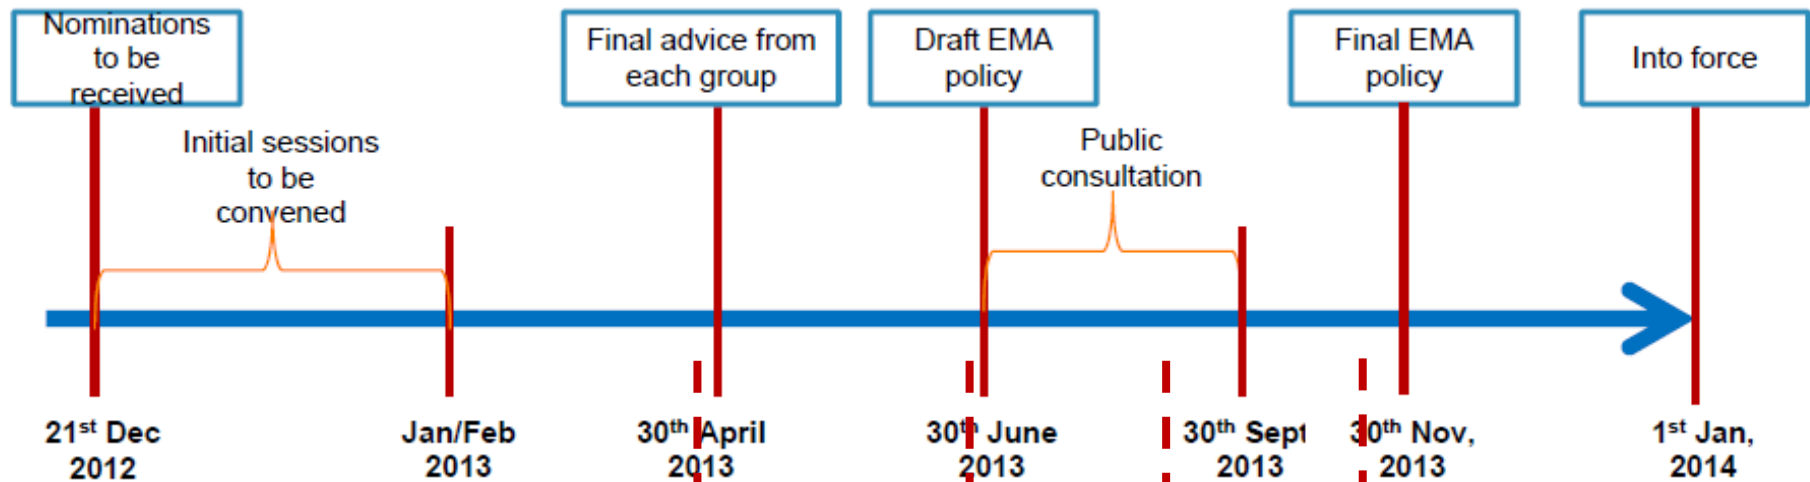 Nominations
to be
received
Final advice from
each group
Draft EMA
policy
Final EMA
policy
Into force
Initial sessions
to be
convened
Public
consultation
21st Dec
2012
Jan/Feb
2013
30th April
2013
30th June
2013
30th Sept
2013
30th Nov,
2013
1st Jan,
2014